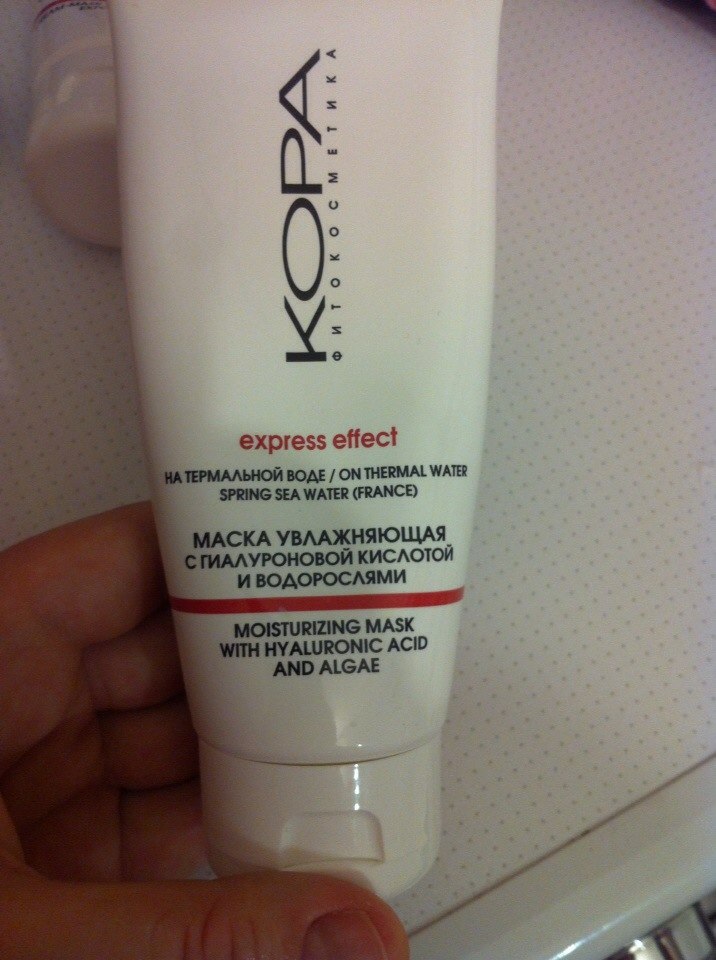 КОРА
ФИТОКОСМЕТИКА
express effect
НА ТЕРМАЛЬНОЙ ВОДЕ / ON THERMAL WATER
SPRING SEA WATER (FRANCE)
МАСКА УВЛАЖНЯЮЩАЯ
С ГИАЛУРОНОВОЙ КИСЛОТОЙ
И ВОДОРОСЛЯМИ
MOISTURIZING MASK
WITH HYALURONIC ACID
AND ALGAE